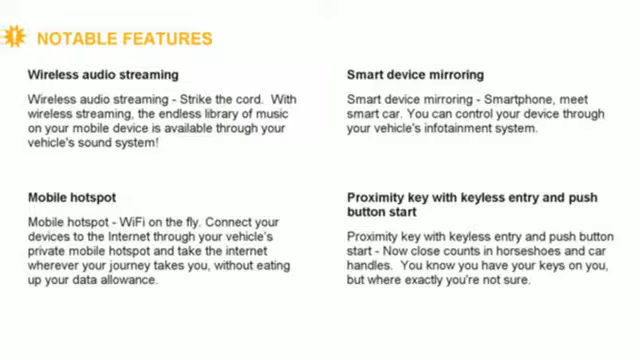 NOTABLE FEATURES
Wireless audio streaming
Wireless audio streaming - Strike the cord. With
wireless streaming, the endless library of music
on your mobile device is available through your
vehicle's sound system!
Smart device mirroring
Smart device mirroring - Smartphone, meet
smart car. You can control your device through
your vehicle's infotainment system.
Mobile hotspot
Mobile hotspot - WiFi on the fly. Connect your
devices to the Internet through your vehicle's
private mobile hotspot and take the internet
wherever your journey takes you, without eating
up your data allowance.
Proximity key with keyless entry and push
button start
Proximity key with keyless entry and push button
start - Now close counts in horseshoes and car
handles. You know you have your keys on you,
but where exactly you're not sure.